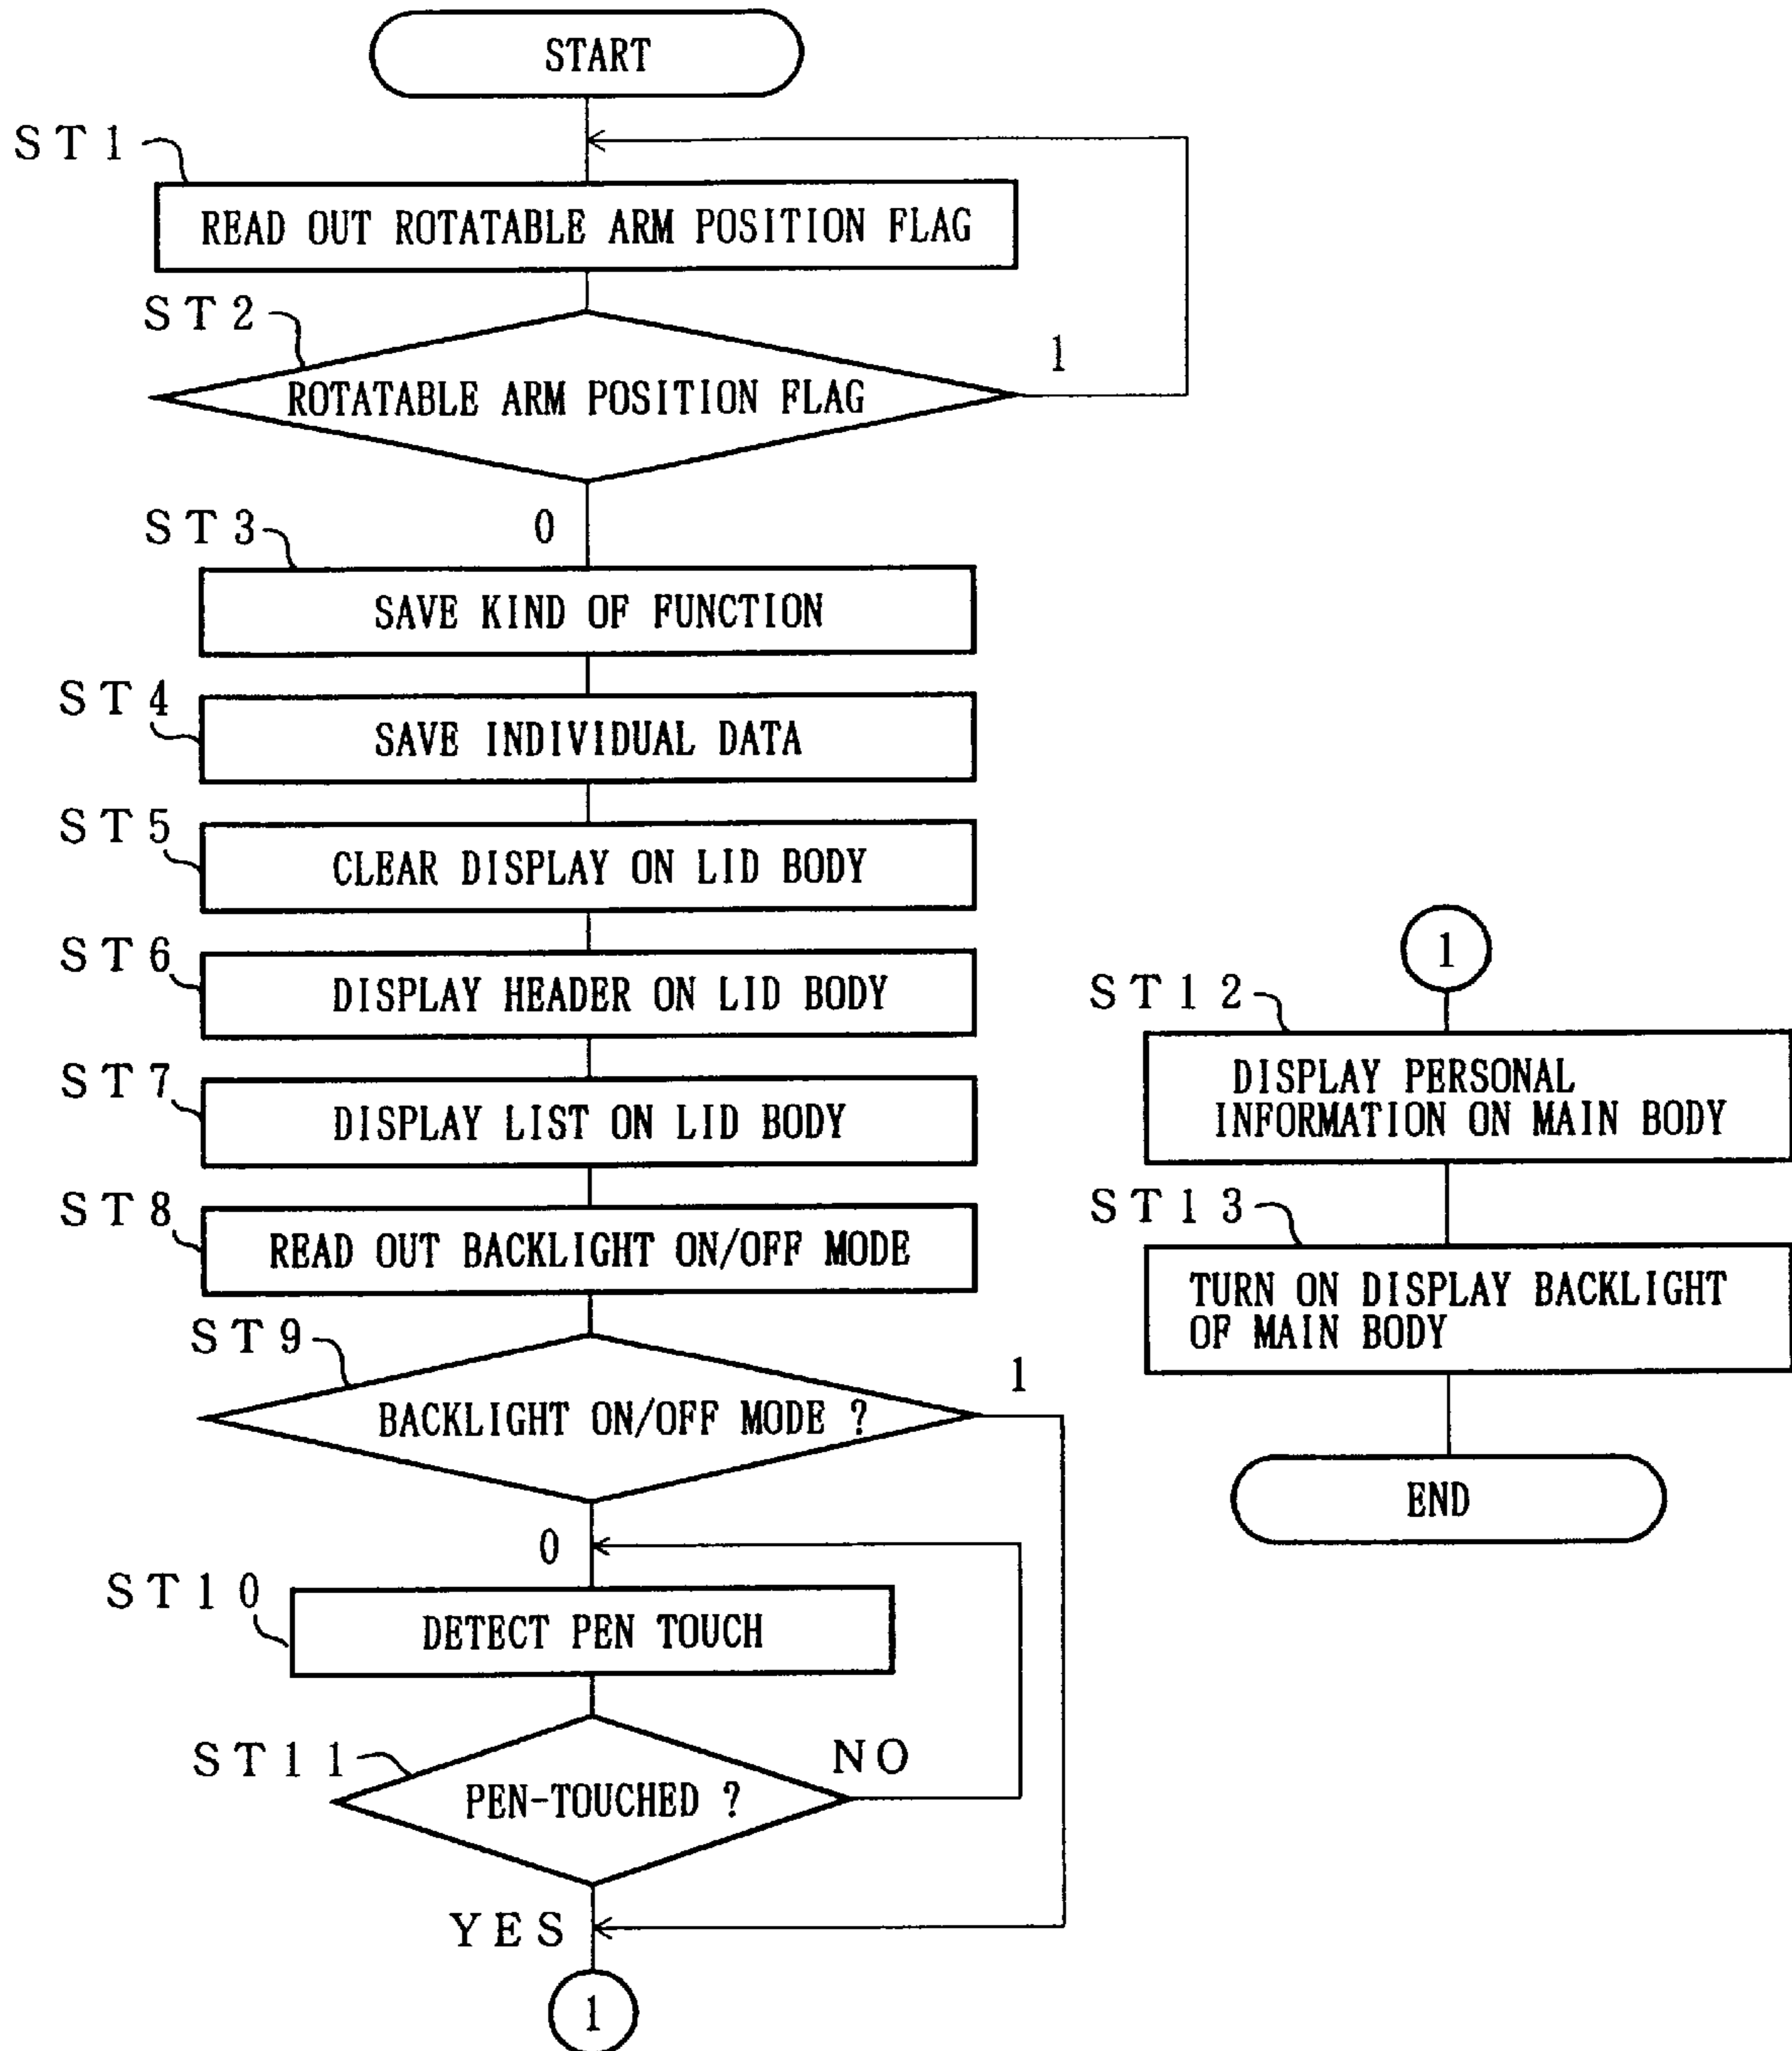 START
ST1
READ OUT ROTATABLE ARM POSITION FLAG
ST2
ROTATABLE ARM POSITION FLAG
1
0
ST3
SAVE KIND OF FUNCTION
ST4
SAVE INDIVIDUAL DATA
ST5
CLEAR DISPLAY ON LID BODY
ST6
DISPLAY HEADER ON LID BODY
ST7
DISPLAY LIST ON LID BODY
ST8
READ OUT BACKLIGHT ON/OFF MODE
ST9
BACKLIGHT ON/OFF MODE ?
1
0
ST10
DETECT PEN TOUCH
ST11
PEN-TOUCHED ?
NO
YES
1
1
ST12
DISPLAY PERSONAL
INFORMATION ON MAIN BODY
ST13
TURN ON DISPLAY BACKLIGHT
OF MAIN BODY
END